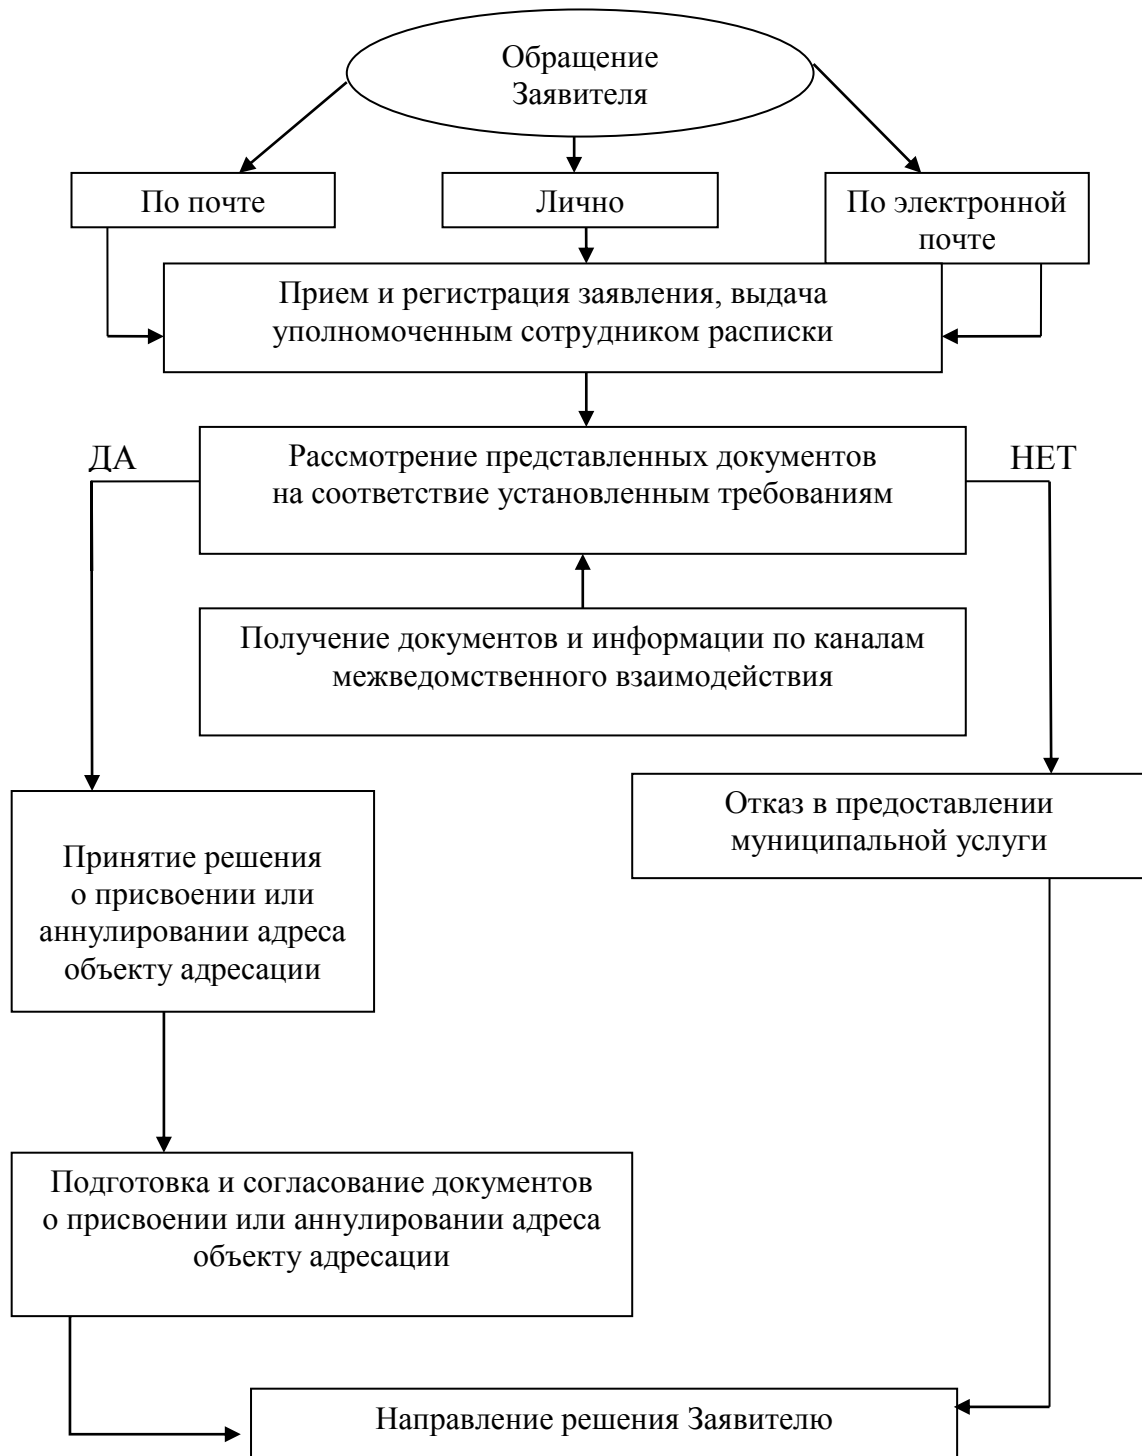 Обращение
Заявителя
По почте
Лично
По электронной
почте
Прием и регистрация заявления, выдача
уполномоченным сотрудником расписки
ДА
Рассмотрение представленных документов
на соответствие установленным требованиям
НЕТ
Получение документов и информации по каналам
межведомственного взаимодействия
Отказ в предоставлении
муниципальной услуги
Принятие решения
о присвоении или
аннулировании адреса
объекту адресации
Подготовка и согласование документов
о присвоении или аннулировании адреса
объекту адресации
Направление решения Заявителю